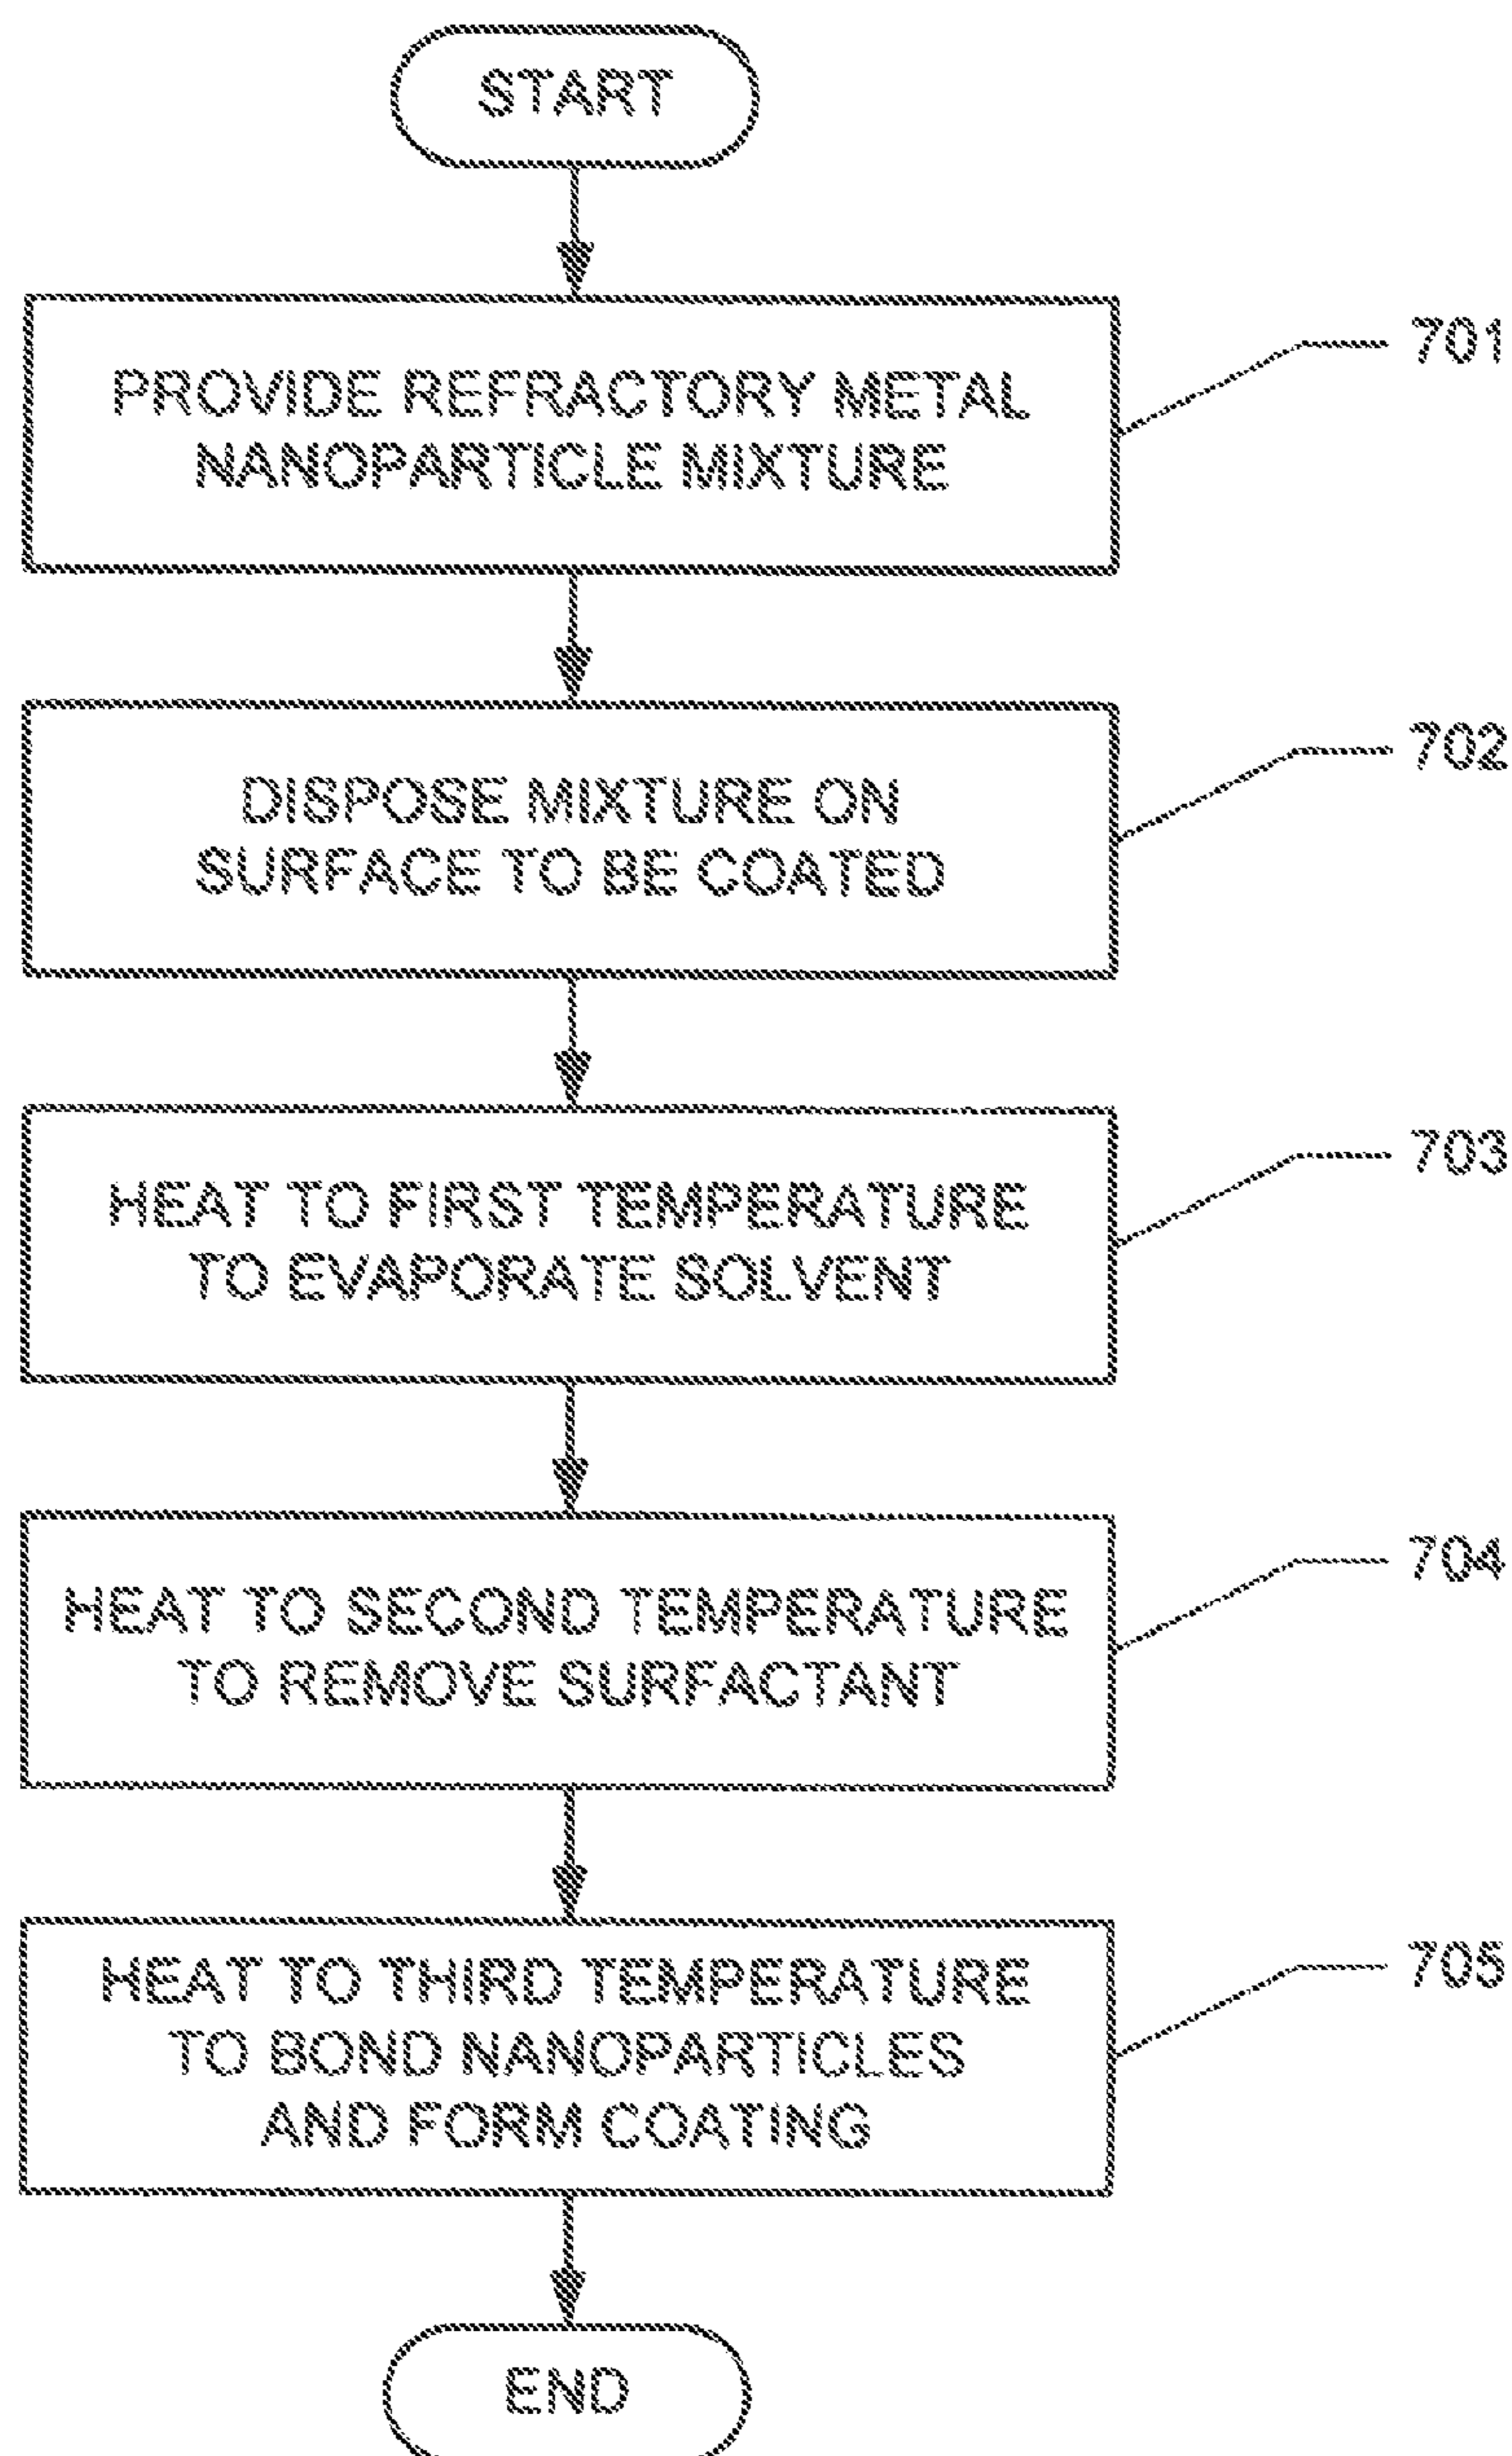 START
PROVIDE REFRACTORY METAL
NANOPARTICLE MIXTURE
701
DISPOSE MIXTURE ON
SURFACE TO BE COATED
702
HEAT TO FIRST TEMPERATURE
TO EVAPORATE SOLVENT
703
HEAT TO SECOND TEMPERATURE
TO REMOVE SURFACTANT
704
HEAT TO THIRD TEMPERATURE
TO BOND NANOPARTICLES
AND FORM COATING
705
END